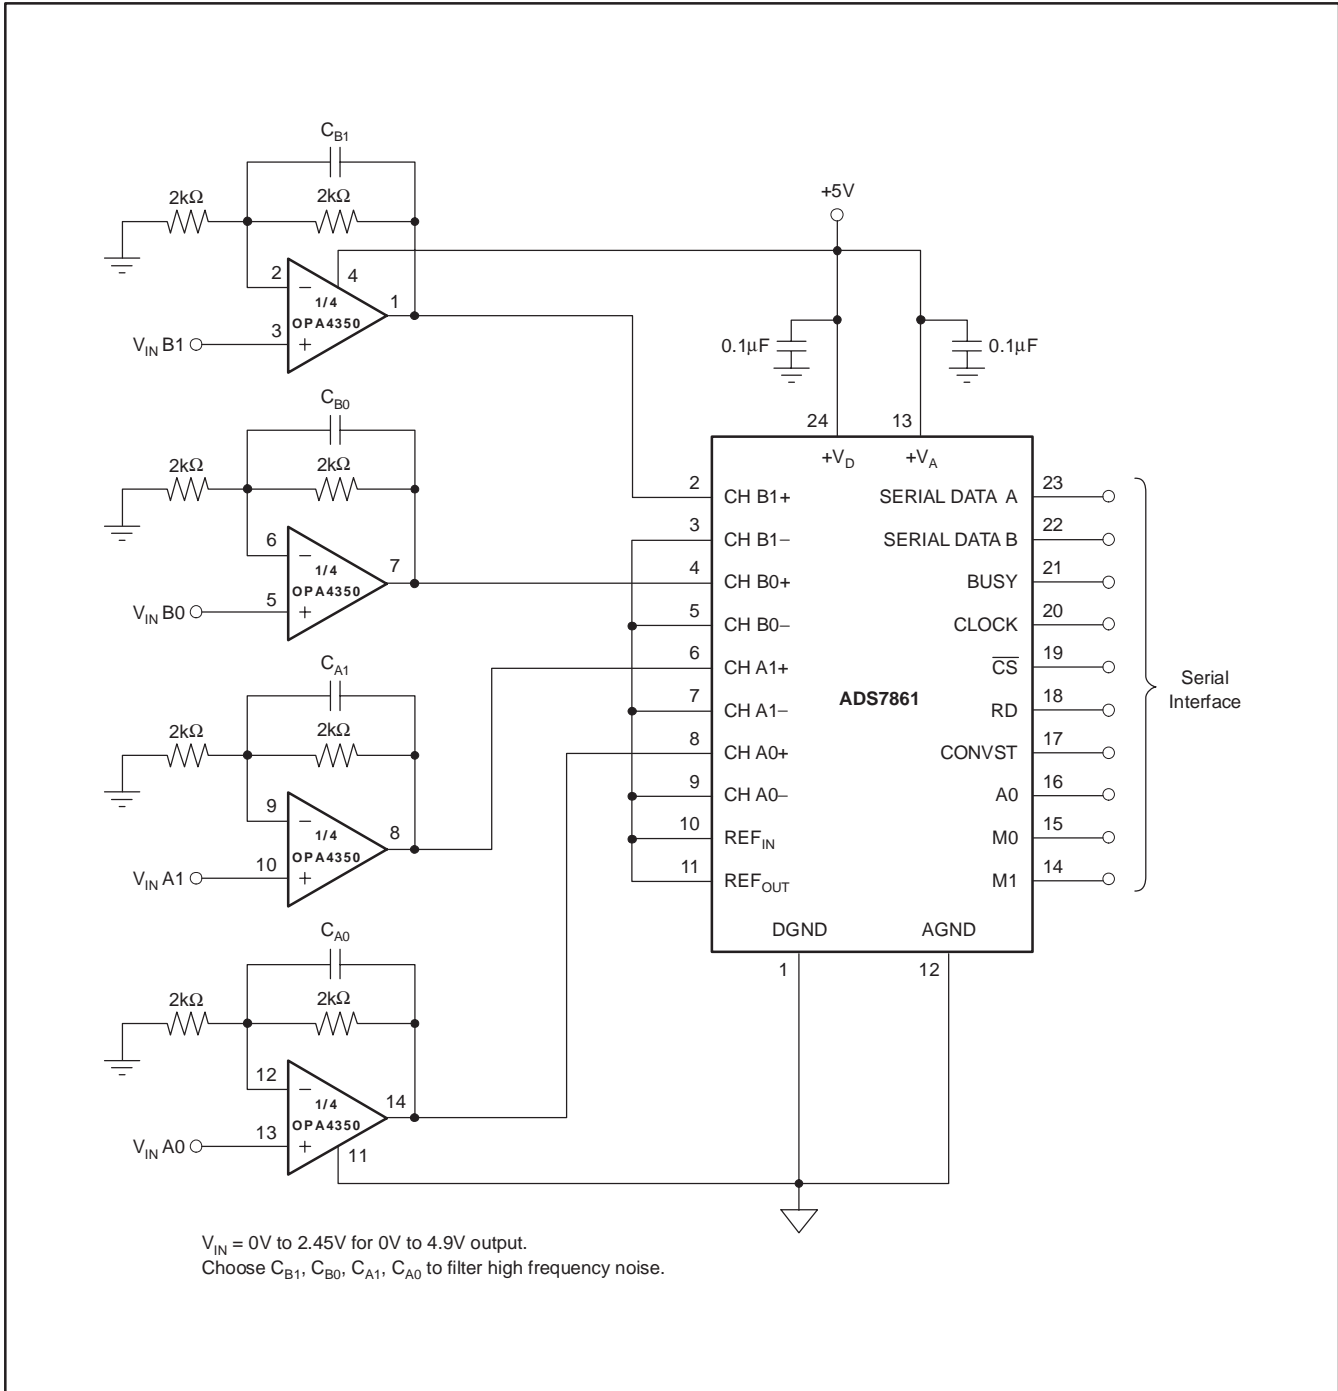 C_B1
2kΩ
2kΩ
2
4
1/4
OPA4350
1
3
−
+
V_IN B1
C_B0
2kΩ
2kΩ
6
1/4
OPA4350
7
5
−
+
V_IN B0
C_A1
2kΩ
2kΩ
9
1/4
OPA4350
8
10
−
+
V_IN A1
C_A0
2kΩ
2kΩ
12
1/4
OPA4350
14
13
−
+
11
V_IN A0
+5V
0.1μF
0.1μF
24
13
+V_D
+V_A
2 CH B1+
3 CH B1−
4 CH B0+
5 CH B0−
6 CH A1+
7 CH A1−
8 CH A0+
9 CH A0−
10 REF_IN
11 REF_OUT
ADS7861
SERIAL DATA A 23
SERIAL DATA B 22
BUSY 21
CLOCK 20
C̅S̅ 19
RD 18
CONVST 17
A0 16
M0 15
M1 14
Serial
Interface
DGND
AGND
1
12
V_IN = 0V to 2.45V for 0V to 4.9V output.
Choose C_B1, C_B0, C_A1, C_A0 to filter high frequency noise.